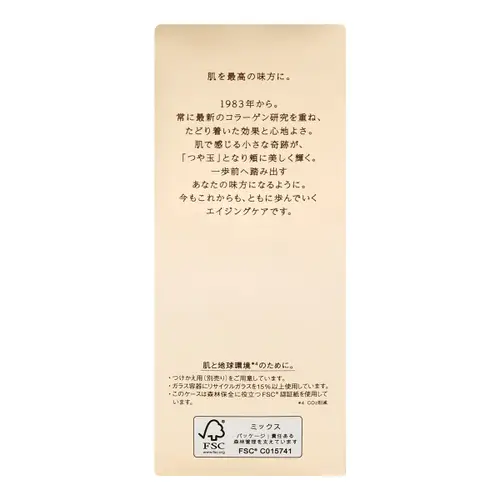 肌を最高の味方に。
1983年から。
常に最新のコラーゲン研究を重ね、
たどり着いた効果と心地よさ。
肌で感じる小さな奇跡が、
「つや玉」となり頬に美しく輝く。
一歩前へ踏み出す
あなたの味方になるように。
今もこれからも、ともに歩んでいく
エイジングケアです。
肌と地球環境*4のために。
・つけかえ用(別売り)をご用意しています。
・ガラス容器にリサイクルガラスを15%以上使用しています。
・このケースは森林保全に役立つFSC®認証紙を使用しています。
*4 CO2削減
FSC
www.fsc.org
ミックス
パッケージ｜責任ある
森林管理を支えています
FSC® C015741